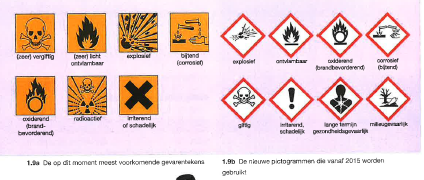 (zeer) vergiftig
(zeer) licht
ontvlambaar
explosief
bijtend
(corrosief)
oxiderend
(brand-
bevorderend)
radioactief
irriterend
of schadelijk
explosief
ontvlambaar
oxiderend
(brandbevorderend)
corrosief
(bijtend)
giftig
irriterend,
schadelijk
lange termijn
gezondheidsgevaarlijk
milieugevaarlijk
1.9a De op dit moment meest voorkomende gevarentekens
1.9b De nieuwe pictogrammen die vanaf 2015 worden
gebruikt